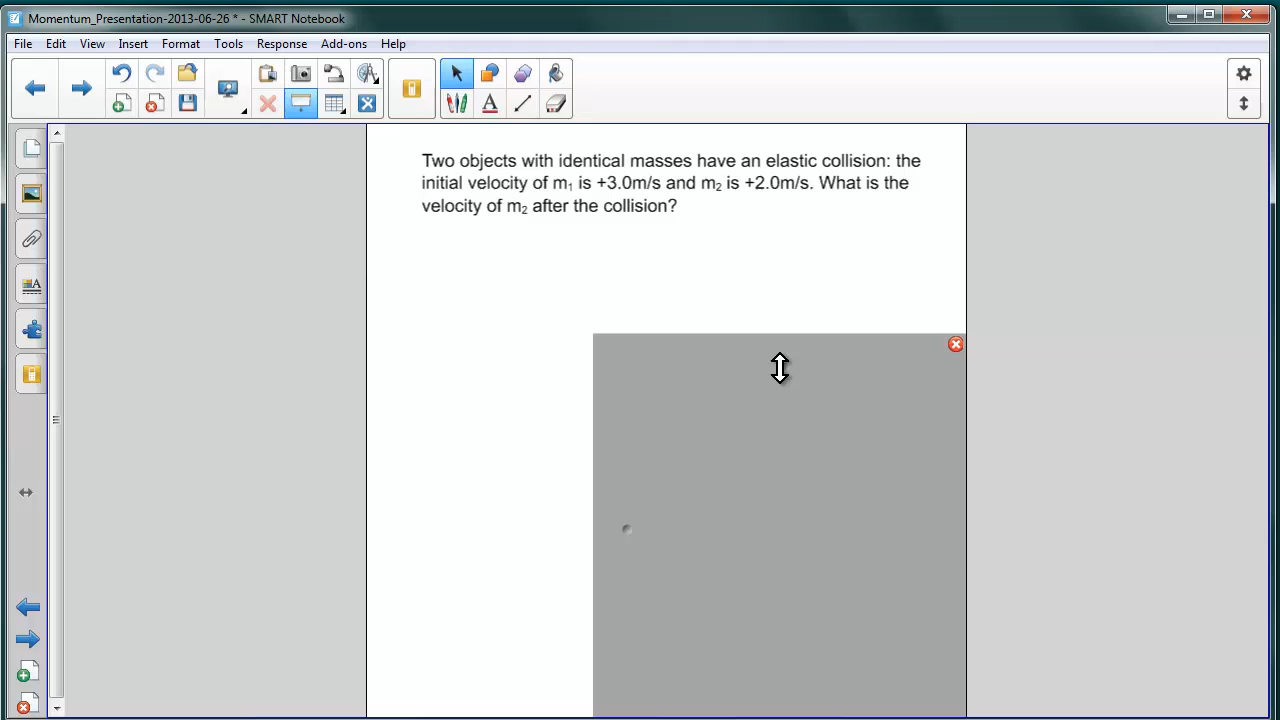 Momentum_Presentation-2013-06-26 * - SMART Notebook
File Edit View Insert Format Tools Response Add-ons Help
Two objects with identical masses have an elastic collision: the
initial velocity of m₁ is +3.0m/s and m₂ is +2.0m/s. What is the
velocity of m₂ after the collision?